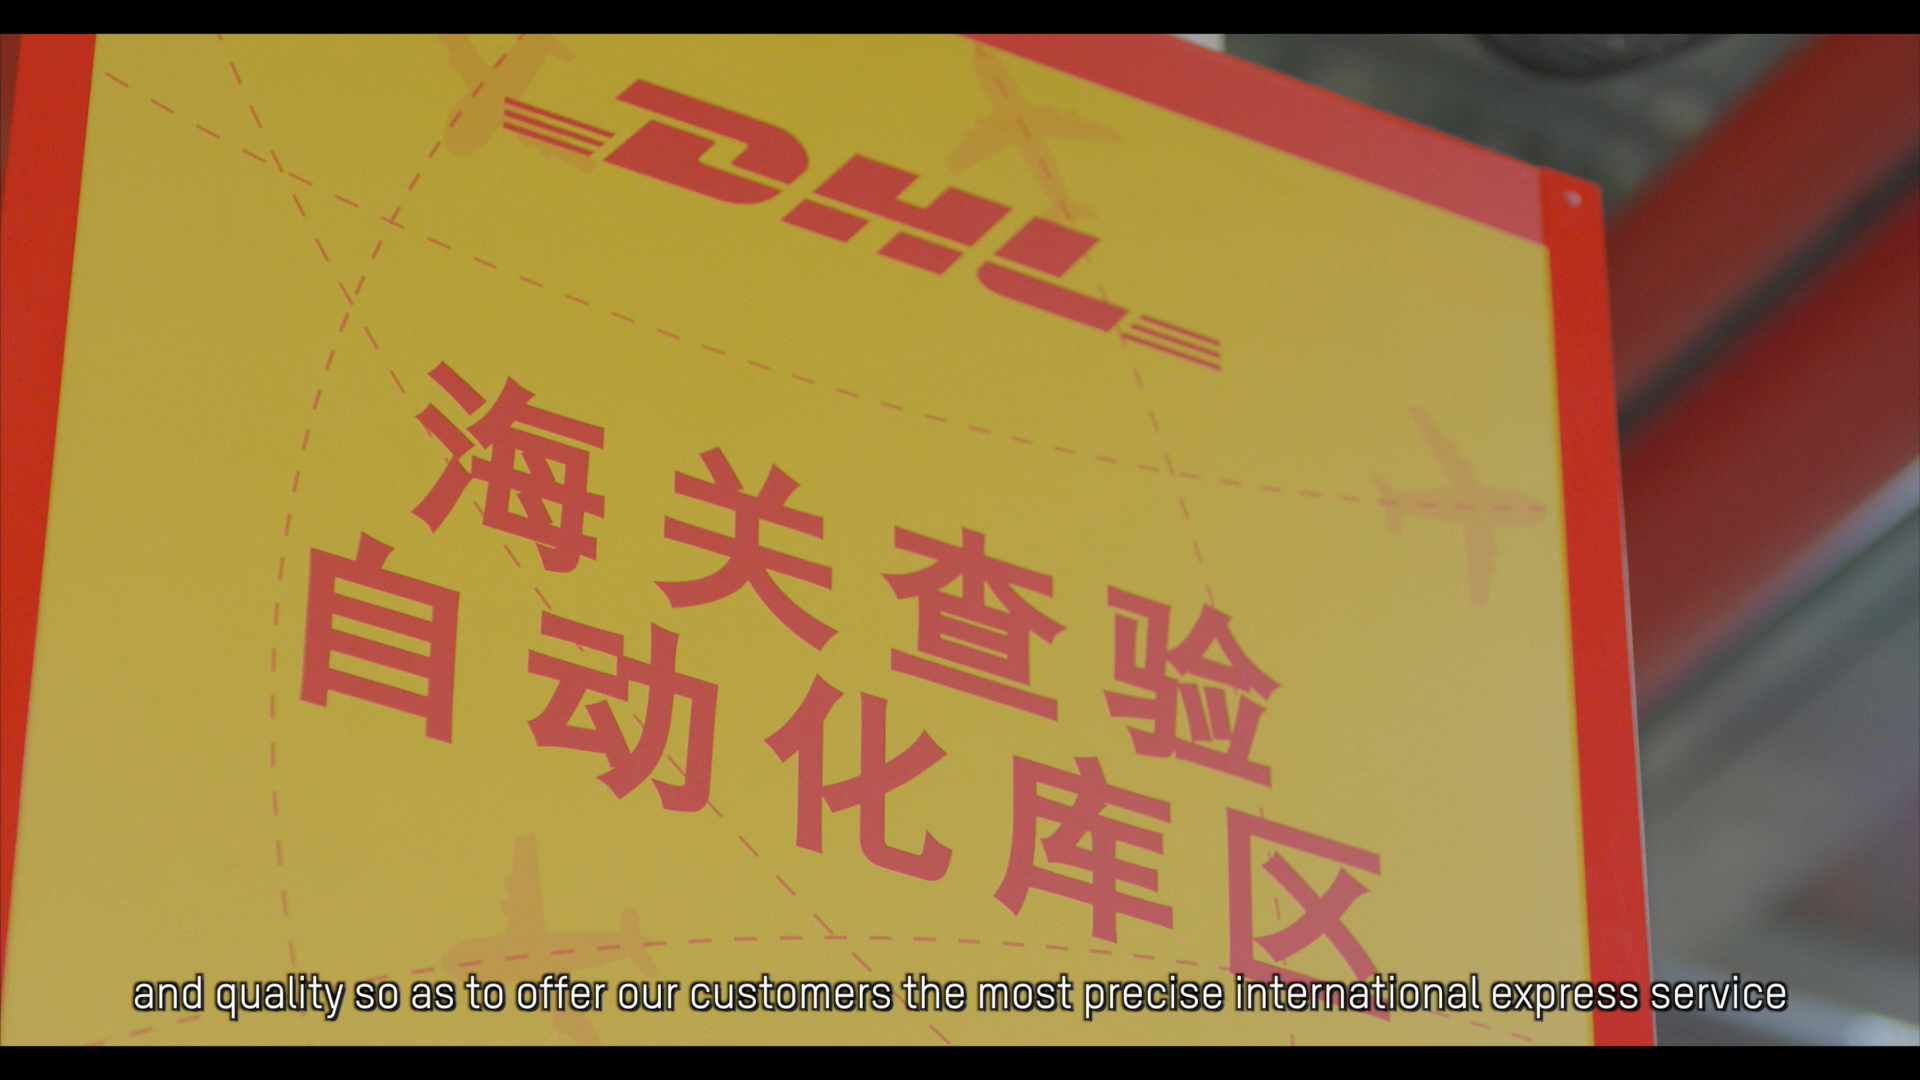 DHL
海关查验
自动化库区
and quality so as to offer our customers the most precise international express service